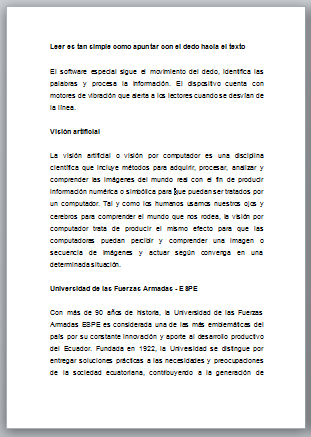 Leer es tan simple como apuntar con el dedo hacia el texto
El software especial sigue el movimiento del dedo, identifica las
palabras y procesa la información. El dispositivo cuenta con
motores de vibración que alerta a los lectores cuando se desvían de
la línea.
Visión artificial
La visión artificial o visión por computador es una disciplina
científica que incluye métodos para adquirir, procesar, analizar y
comprender las imágenes del mundo real con el fin de producir
información numérica o simbólica para que puedan ser tratados por
un computador. Tal y como los humanos usamos nuestros ojos y
cerebros para comprender el mundo que nos rodea, la visión por
computador trata de producir el mismo efecto para que las
computadoras puedan percibir y comprender una imagen o
secuencia de imágenes y actuar según convenga en una
determinada situación.
Universidad de las Fuerzas Armadas - ESPE
Con más de 90 años de historia, la Universidad de las Fuerzas
Armadas ESPE es considerada una de las más emblemáticas del
país por su constante innovación y aporte al desarrollo productivo
del Ecuador. Fundada en 1922, la Universidad se distingue por
entregar soluciones prácticas a las necesidades y preocupaciones
de la sociedad ecuatoriana, contribuyendo a la generación de